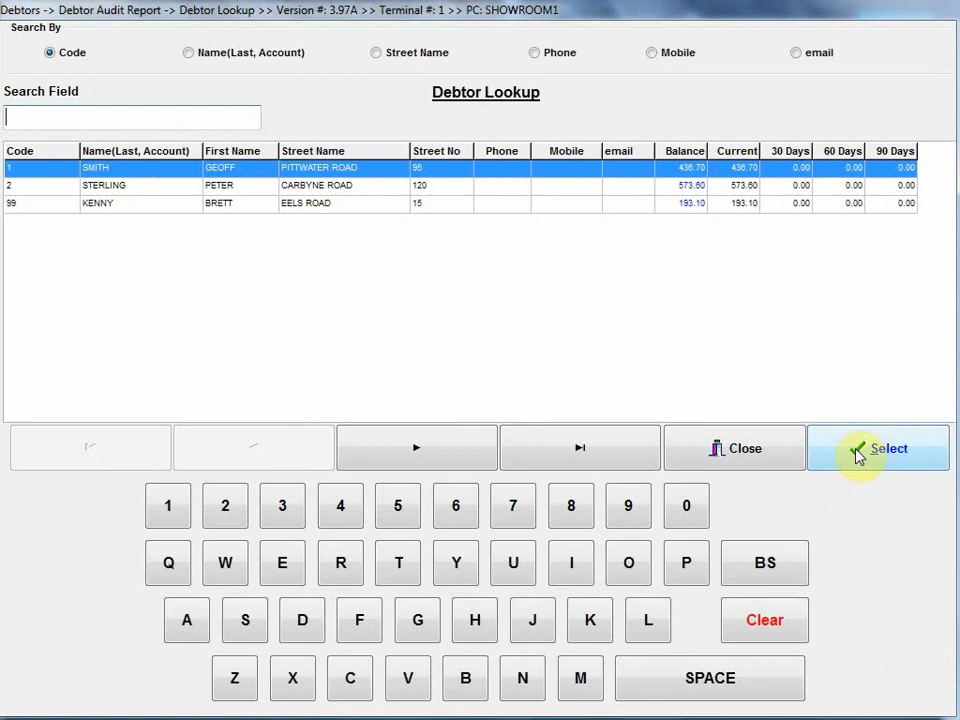 Debtors -> Debtor Audit Report -> Debtor Lookup >> Version #: 3.97A >> Terminal #: 1 >> PC: SHOWROOM1
Search By
Code Name(Last, Account) Street Name Phone Mobile email
Search Field
Debtor Lookup
Code Name(Last, Account) First Name Street Name Street No Phone Mobile email Balance Current 30 Days 60 Days 90 Days
1 SMITH GEOFF PITTWATER ROAD 95 436.70 436.70 0.00 0.00 0.00
2 STERLING PETER CARBYNE ROAD 120 573.60 573.60 0.00 0.00 0.00
99 KENNY BRETT EELS ROAD 15 193.10 193.10 0.00 0.00 0.00
Close Select
1 2 3 4 5 6 7 8 9 0
Q W E R T Y U I O P BS
A S D F G H J K L Clear
Z X C V B N M SPACE